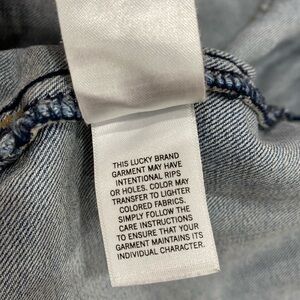 THIS LUCKY BRAND
GARMENT MAY HAVE
INTENTIONAL RIPS
OR HOLES. COLOR MAY
TRANSFER TO LIGHTER
COLORED FABRICS.
SIMPLY FOLLOW THE
CARE INSTRUCTIONS
TO ENSURE THAT YOUR
GARMENT MAINTAINS ITS
INDIVIDUAL CHARACTER.